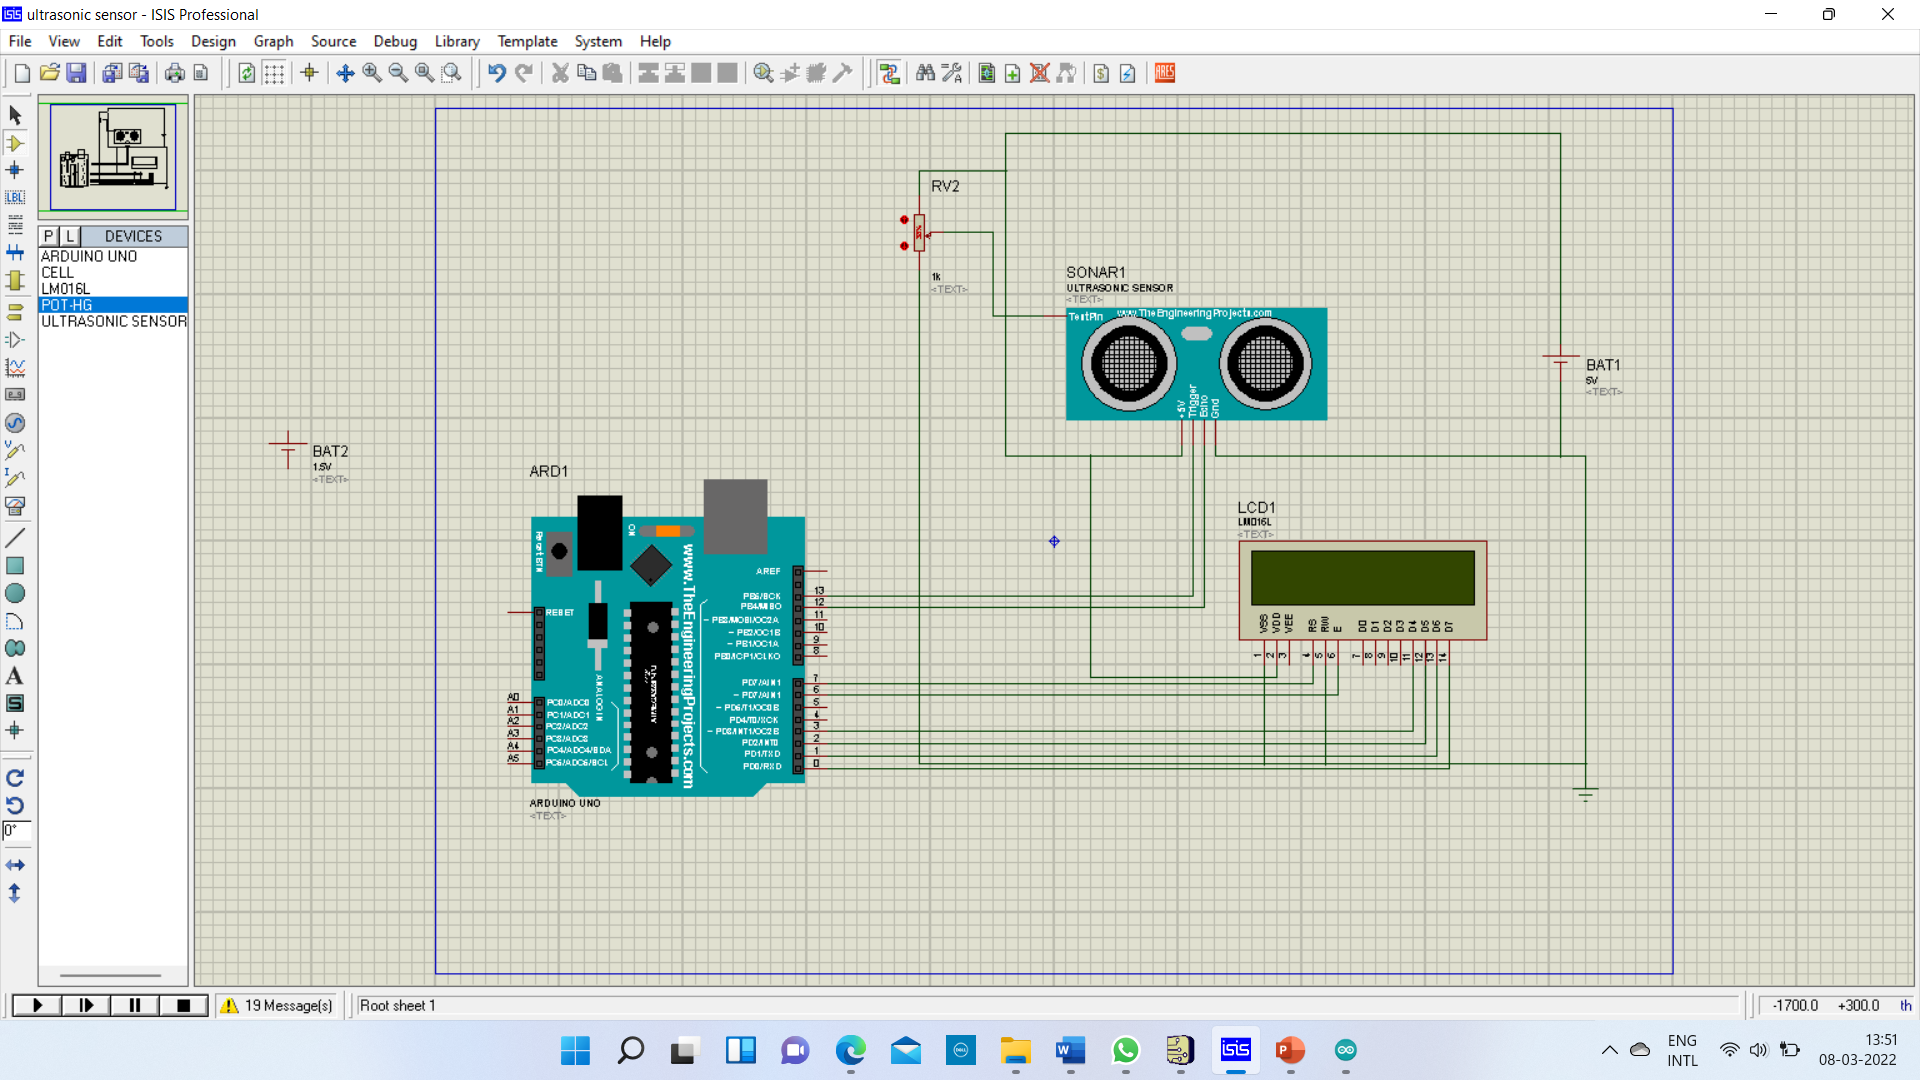 ultrasonic sensor - ISIS Professional
File View Edit Tools Design Graph Source Debug Library Template System Help
ARES
LBL
P L DEVICES
ARDUINO UNO
CELL
LM016L
POT-HG
ULTRASONIC SENSOR
0°
RV2
1k
<TEXT>
SONAR1
ULTRASONIC SENSOR
<TEXT>
TestPin www.TheEngineeringProjects.com
+5V
Trigger
Echo
Gnd
BAT1
5V
<TEXT>
BAT2
1.5V
<TEXT>
ARD1
Reset BTN
ON
www.TheEngineeringProjects.com
ANALOG IN
RESET
AREF
PB5/SCK 13
PB4/MISO 12
~ PB3/MOSI/OC2A 11
~ PB2/OC1B 10
~ PB1/OC1A 9
PB0/ICP1/CLKO 8
PD7/AIN1 7
~ PD7/AIN1 6
~ PD5/T1/OC0B 5
PD4/T0/XCK 4
~ PD3/INT1/OC2B 3
PD2/INT0 2
PD1/TXD 1
PD0/RXD 0
A0 PC0/ADC0
A1 PC1/ADC1
A2 PC2/ADC2
A3 PC3/ADC3
A4 PC4/ADC4/SDA
A5 PC5/ADC5/SCL
ARDUINO UNO
<TEXT>
LCD1
LM016L
<TEXT>
VSS VDD VEE RS RW E D0 D1 D2 D3 D4 D5 D6 D7
1 2 3 4 5 6 7 8 9 10 11 12 13 14
19 Message(s) Root sheet 1 -1700.0 +300.0 th
ENG
INTL
13:51
08-03-2022